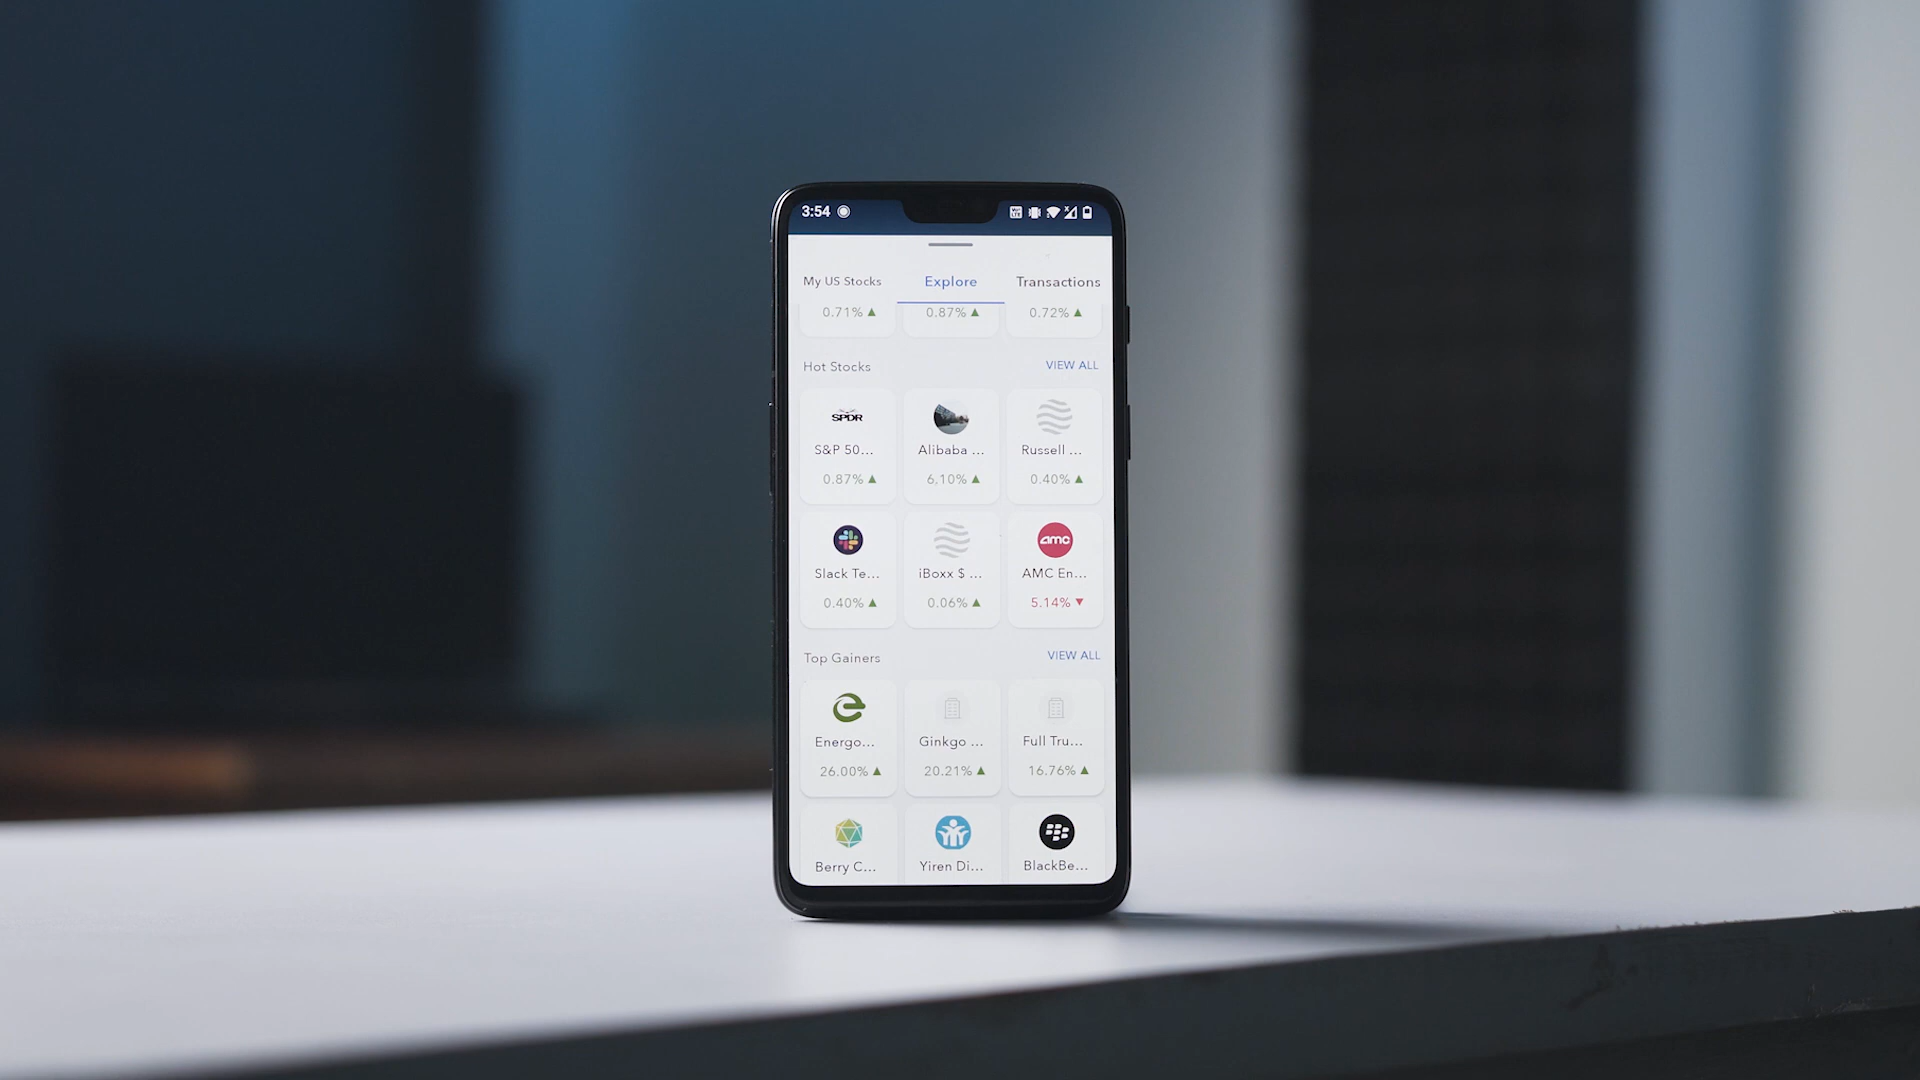 3:54
My US Stocks Explore Transactions
0.71% ▲ 0.87% ▲ 0.72% ▲
Hot Stocks VIEW ALL
SPDR
S&P 50... Alibaba ... Russell ...
0.87% ▲ 6.10% ▲ 0.40% ▲
amc
Slack Te... iBoxx $ ... AMC En...
0.40% ▲ 0.06% ▲ 5.14% ▼
Top Gainers VIEW ALL
Energo... Ginkgo ... Full Tru...
26.00% ▲ 20.21% ▲ 16.76% ▲
Berry C... Yiren Di... BlackBe...